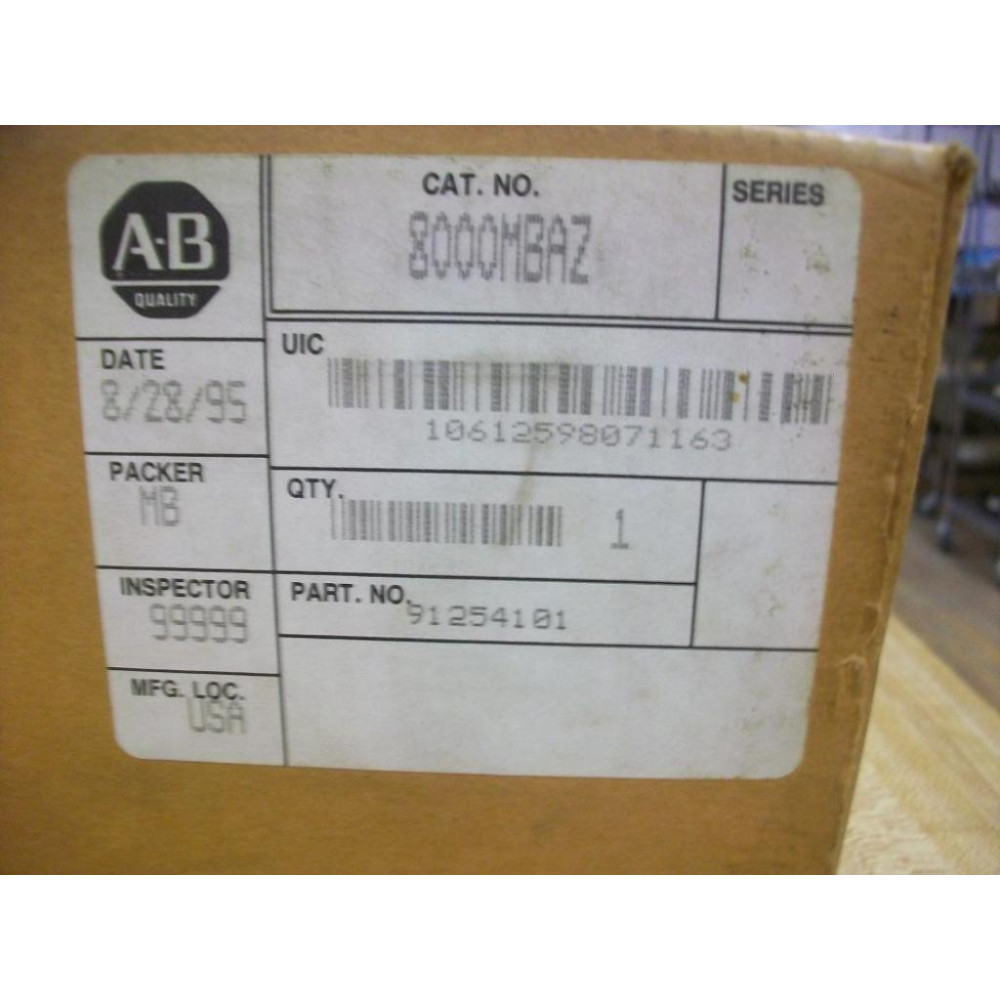 A-B
QUALITY
CAT. NO.
8000MBAZ
SERIES
DATE
8/28/95
UIC
10612598071163
PACKER
MB
QTY.
1
INSPECTOR
99999
PART. NO.
91254101
MFG. LOC.
USA